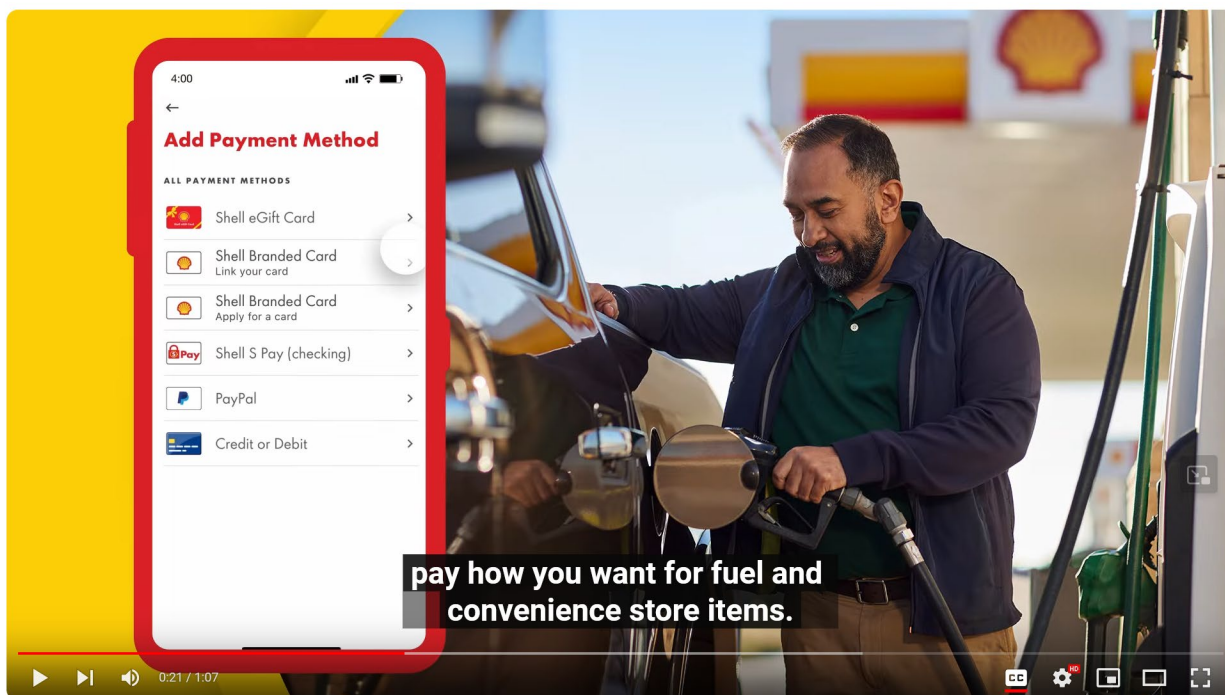 4:00
Add Payment Method
ALL PAYMENT METHODS
Shell eGift Card
Shell Branded Card
Link your card
Shell Branded Card
Apply for a card
Pay
Shell S Pay (checking)
PayPal
Credit or Debit
pay how you want for fuel and
convenience store items.
0:21 / 1:07
CC
HD